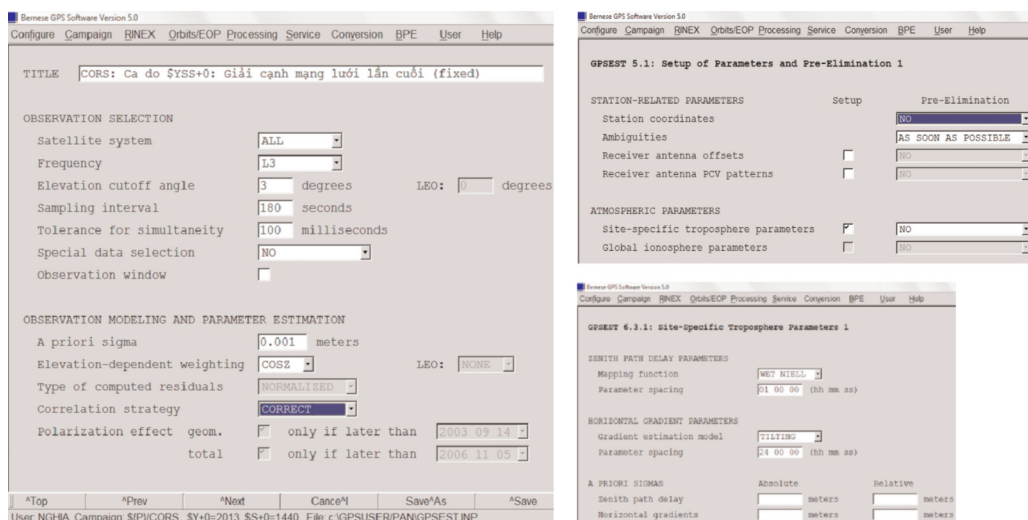 Bernese GPS Software Version 5.0
Configure Campaign RINEX Orbits/EOP Processing Service Conversion BPE User Help
TITLE CORS: Ca do $YSS+0: Giải cạnh mạng lưới lần cuối (fixed)
OBSERVATION SELECTION
Satellite system ALL
Frequency L3
Elevation cutoff angle 3 degrees LEO: 0 degrees
Sampling interval 180 seconds
Tolerance for simultaneity 100 milliseconds
Special data selection NO
Observation window
OBSERVATION MODELING AND PARAMETER ESTIMATION
A priori sigma 0.001 meters
Elevation-dependent weighting COSZ LEO: NONE
Type of computed residuals NORMALIZED
Correlation strategy CORRECT
Polarization effect geom. only if later than 2003 09 14
total only if later than 2006 11 05
^Top ^Prev ^Next Cance^l Save^As ^Save
User: NGHIA Campaign: ${P}/CORS $Y+0=2013 $S+0=1440 File: c:\GPSUSER/PAN\GPSEST.INP
Bernese GPS Software Version 5.0
Configure Campaign RINEX Orbits/EOP Processing Service Conversion BPE User Help
GPSEST 5.1: Setup of Parameters and Pre-Elimination 1
STATION-RELATED PARAMETERS Setup Pre-Elimination
Station coordinates NO
Ambiguities AS SOON AS POSSIBLE
Receiver antenna offsets NO
Receiver antenna PCV patterns NO
ATMOSPHERIC PARAMETERS
Site-specific troposphere parameters NO
Global ionosphere parameters NO
Bernese GPS Software Version 5.0
Configure Campaign RINEX Orbits/EOP Processing Service Conversion BPE User Help
GPSEST 6.3.1: Site-Specific Troposphere Parameters 1
ZENITH PATH DELAY PARAMETERS
Mapping function WET NIELL
Parameter spacing 01 00 00 (hh mm ss)
HORIZONTAL GRADIENT PARAMETERS
Gradient estimation model TILTING
Parameter spacing 24 00 00 (hh mm ss)
A PRIORI SIGMAS Absolute Relative
Zenith path delay meters meters
Horizontal gradients meters meters